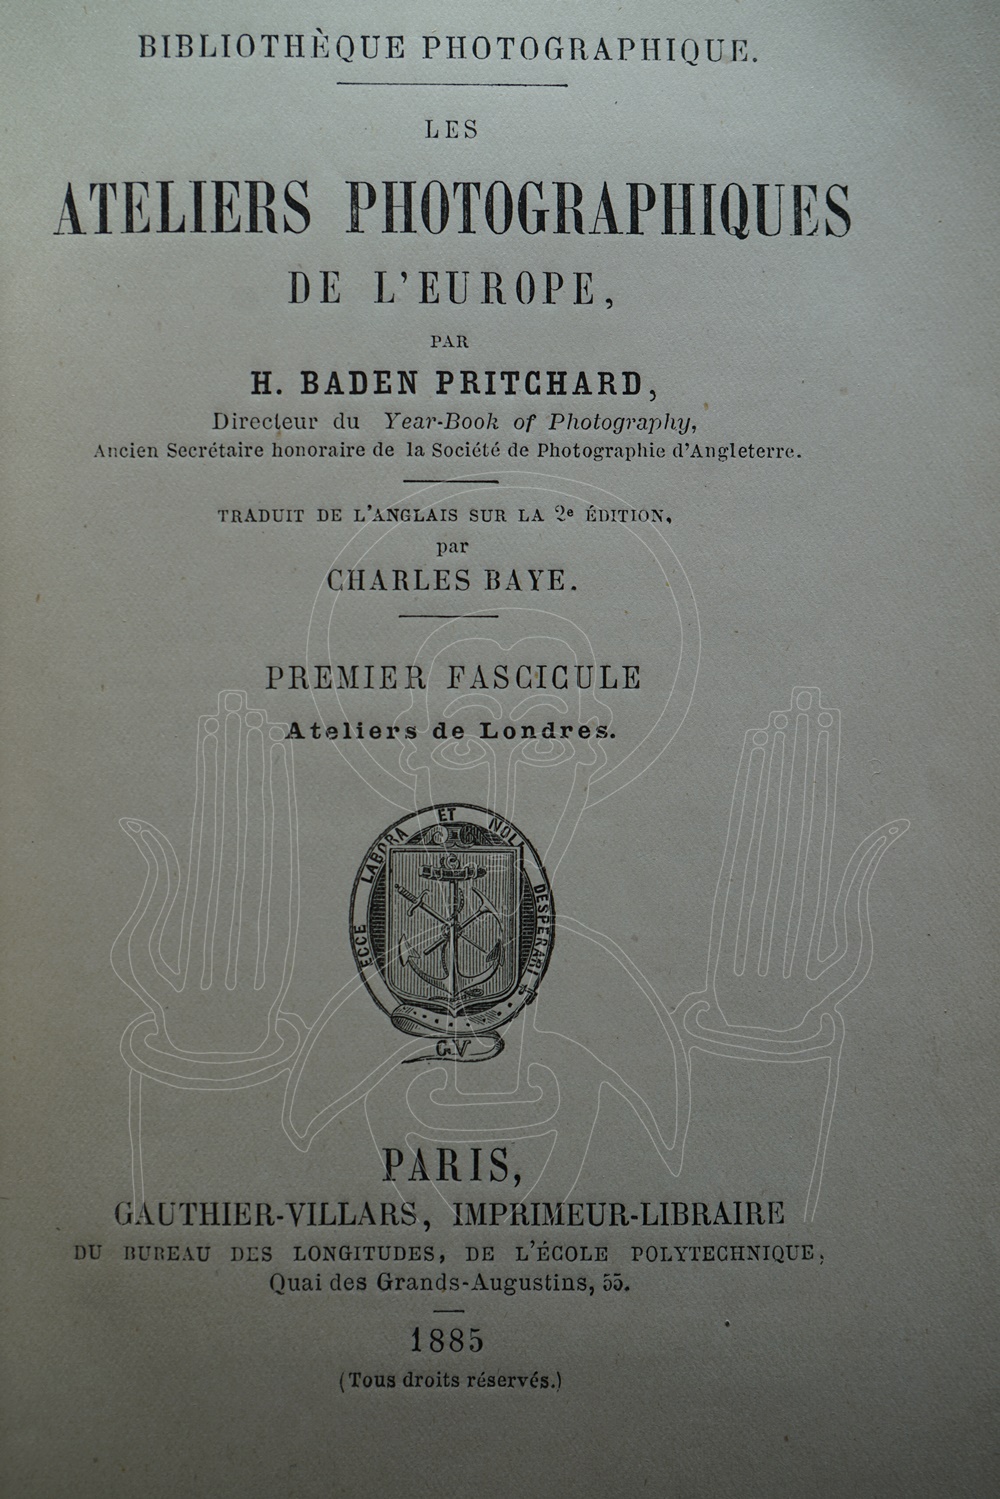 BIBLIOTHÈQUE PHOTOGRAPHIQUE.
LES
ATELIERS PHOTOGRAPHIQUES
DE L'EUROPE,
PAR
H. BADEN PRITCHARD,
Directeur du Year-Book of Photography,
Ancien Secrétaire honoraire de la Société de Photographie d'Angleterre.
TRADUIT DE L'ANGLAIS SUR LA 2e ÉDITION,
par
CHARLES BAYE.
PREMIER FASCICULE
Ateliers de Londres.
ECCE LABORA ET NOLI DESPERARI
G.V
PARIS,
GAUTHIER-VILLARS, IMPRIMEUR-LIBRAIRE
DU BUREAU DES LONGITUDES, DE L'ÉCOLE POLYTECHNIQUE,
Quai des Grands-Augustins, 55.
1885
(Tous droits réservés.)